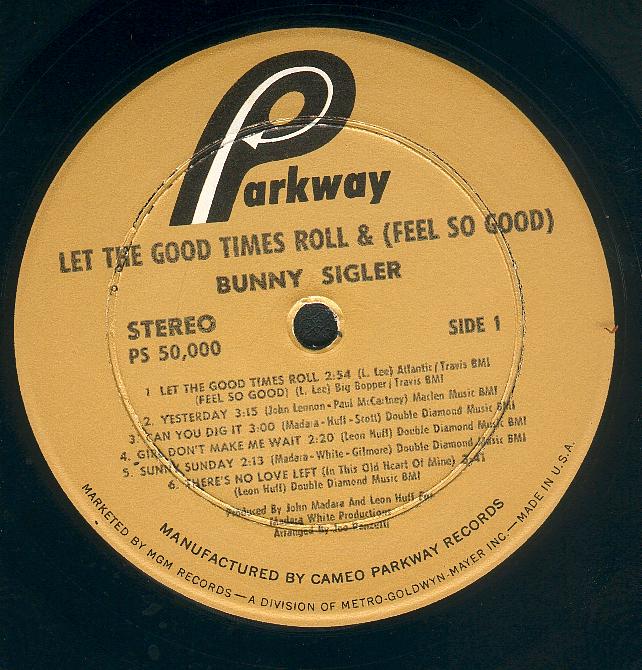 Parkway
LET THE GOOD TIMES ROLL & (FEEL SO GOOD)
BUNNY SIGLER
STEREO
PS 50,000
SIDE 1
1 LET THE GOOD TIMES ROLL 2:54 (L. Lee) Atlantic/Travis BMI
(FEEL SO GOOD) (L. Lee) Big Bopper/Travis BMI
2. YESTERDAY 3:15 (John Lennon - Paul McCartney) Maclen Music BMI
3. CAN YOU DIG IT 3:00 (Madara - Huff - Scott) Double Diamond Music BMI
4. GIRL DON'T MAKE ME WAIT 2:20 (Leon Huff) Double Diamond Music BMI
5. SUNNY SUNDAY 2:13 (Madara - White - Gilmore) Double Diamond Music BMI
6. THERE'S NO LOVE LEFT (In This Old Heart Of Mine) 2:41
(Leon Huff) Double Diamond Music BMI
Produced By John Madara And Leon Huff For
Madara White Productions
Arranged By Joe Renzetti
MANUFACTURED BY CAMEO PARKWAY RECORDS
MARKETED BY MGM RECORDS — A DIVISION OF METRO-GOLDWYN-MAYER INC. — MADE IN U.S.A.